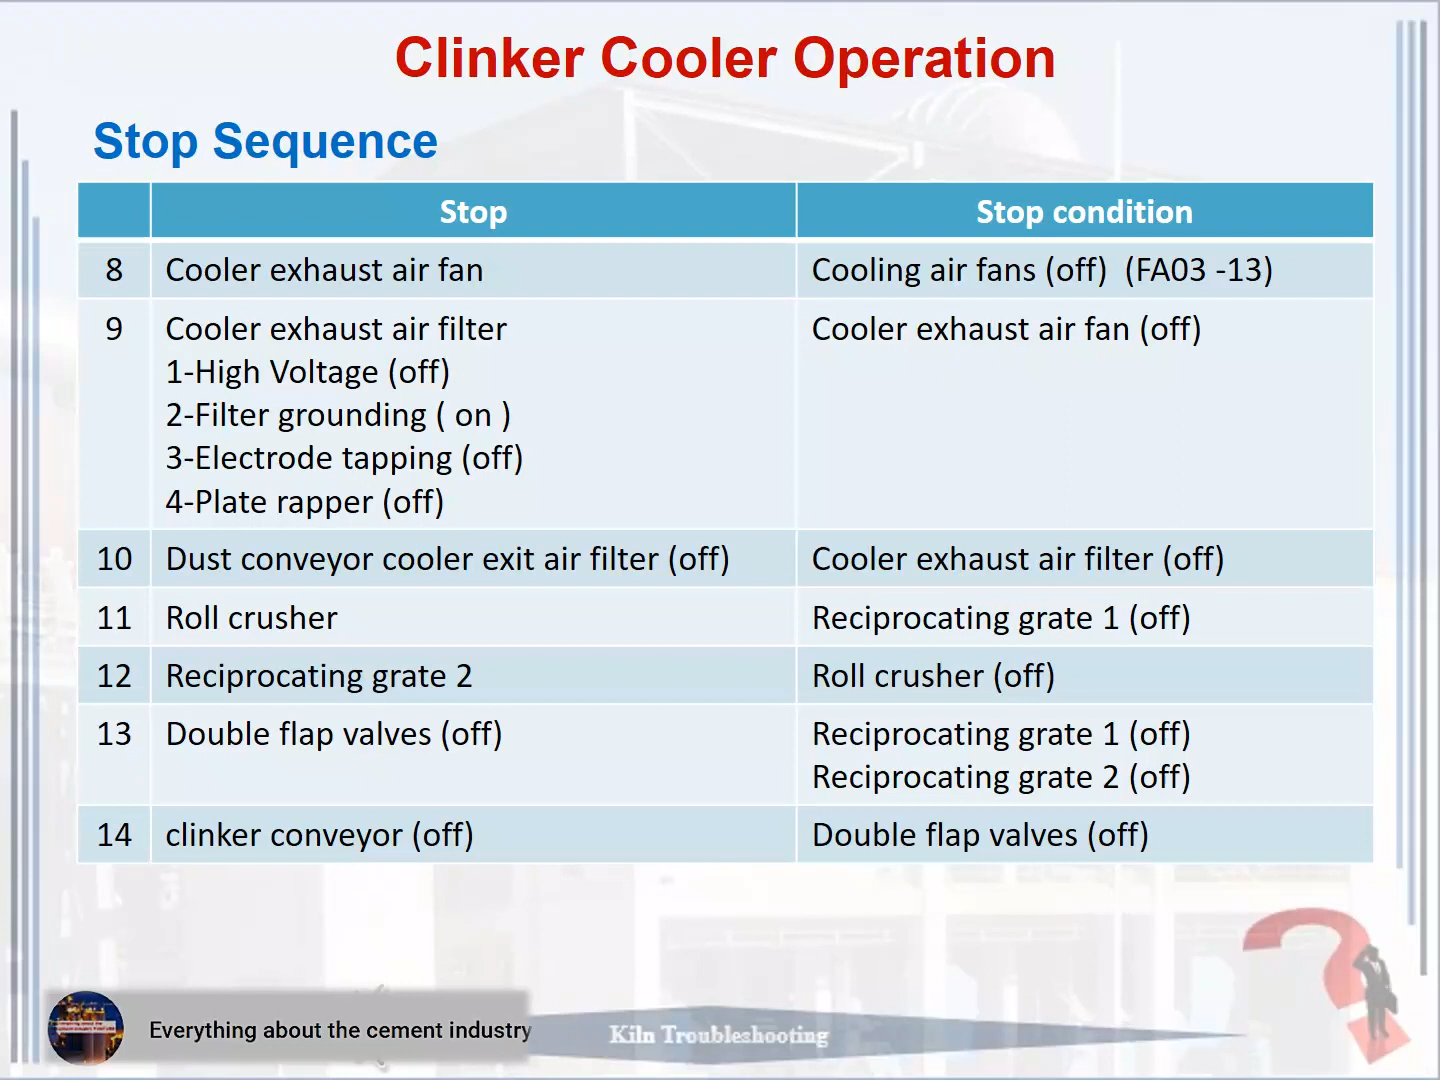 Clinker Cooler Operation
Stop Sequence
Stop Stop condition
8 Cooler exhaust air fan Cooling air fans (off) (FA03 -13)
9 Cooler exhaust air filter Cooler exhaust air fan (off)
1-High Voltage (off)
2-Filter grounding ( on )
3-Electrode tapping (off)
4-Plate rapper (off)
10 Dust conveyor cooler exit air filter (off) Cooler exhaust air filter (off)
11 Roll crusher Reciprocating grate 1 (off)
12 Reciprocating grate 2 Roll crusher (off)
13 Double flap valves (off) Reciprocating grate 1 (off)
Reciprocating grate 2 (off)
14 clinker conveyor (off) Double flap valves (off)
Everything about the cement industry
Kiln Troubleshooting